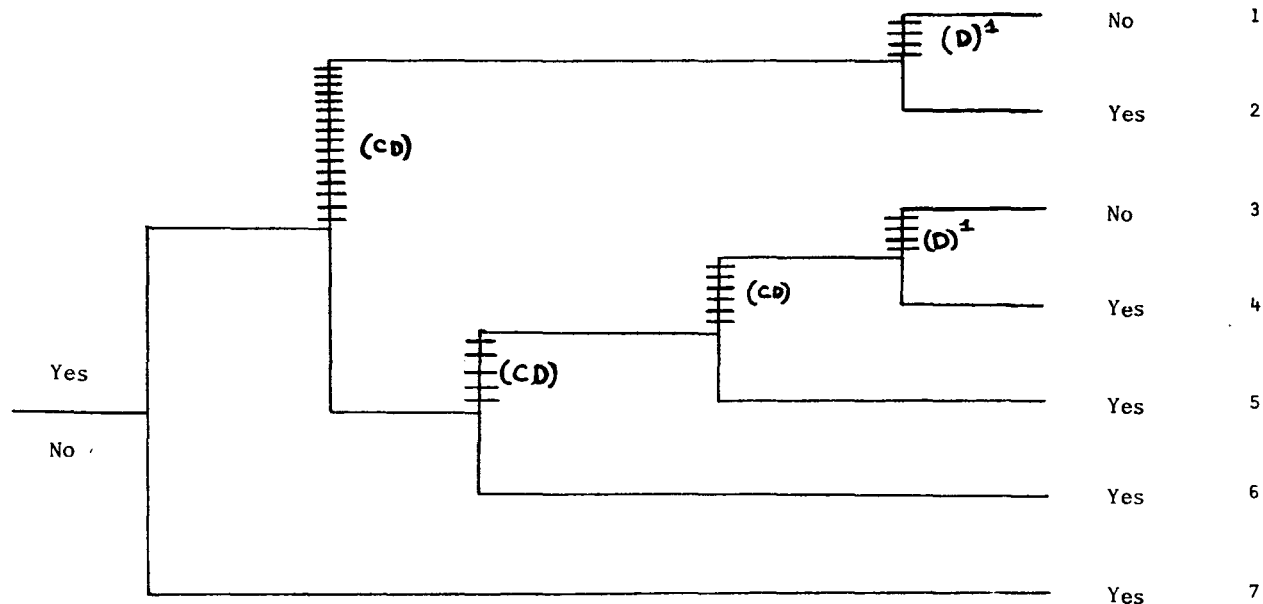 (D)¹ No 1
Yes 2
(CD)
No 3
(D)¹
(CD)
Yes 4
(CD)
Yes
Yes 5
No
Yes 6
Yes 7